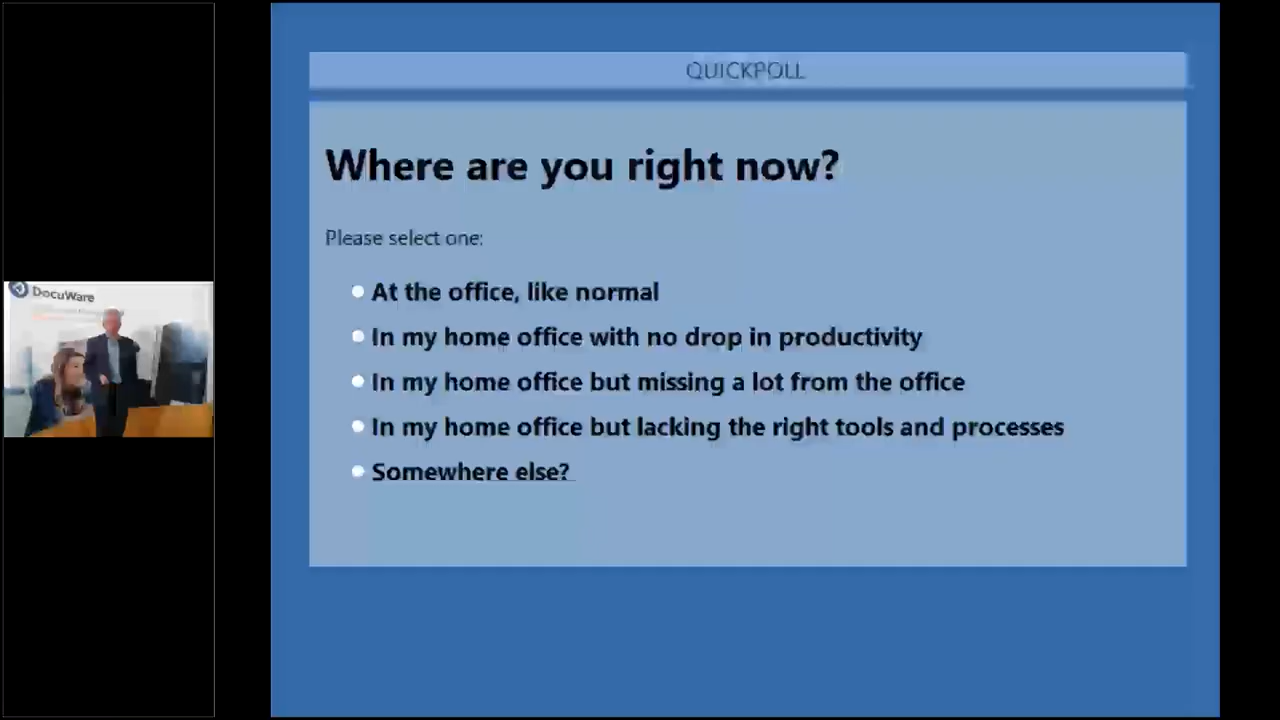 DocuWare
QUICKPOLL
Where are you right now?
Please select one:
At the office, like normal
In my home office with no drop in productivity
In my home office but missing a lot from the office
In my home office but lacking the right tools and processes
Somewhere else?